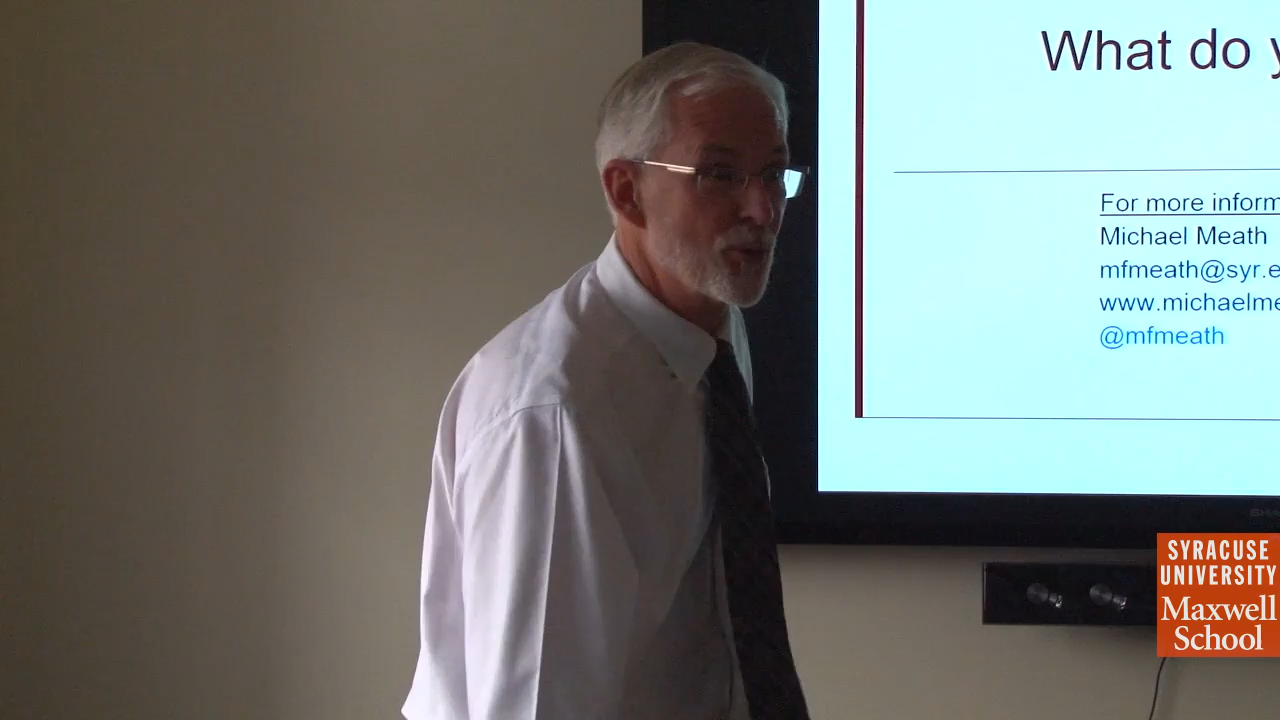 What do y
For more inform
Michael Meath
mfmeath@syr.e
www.michaelme
@mfmeath
SYRACUSE
UNIVERSITY
Maxwell
School